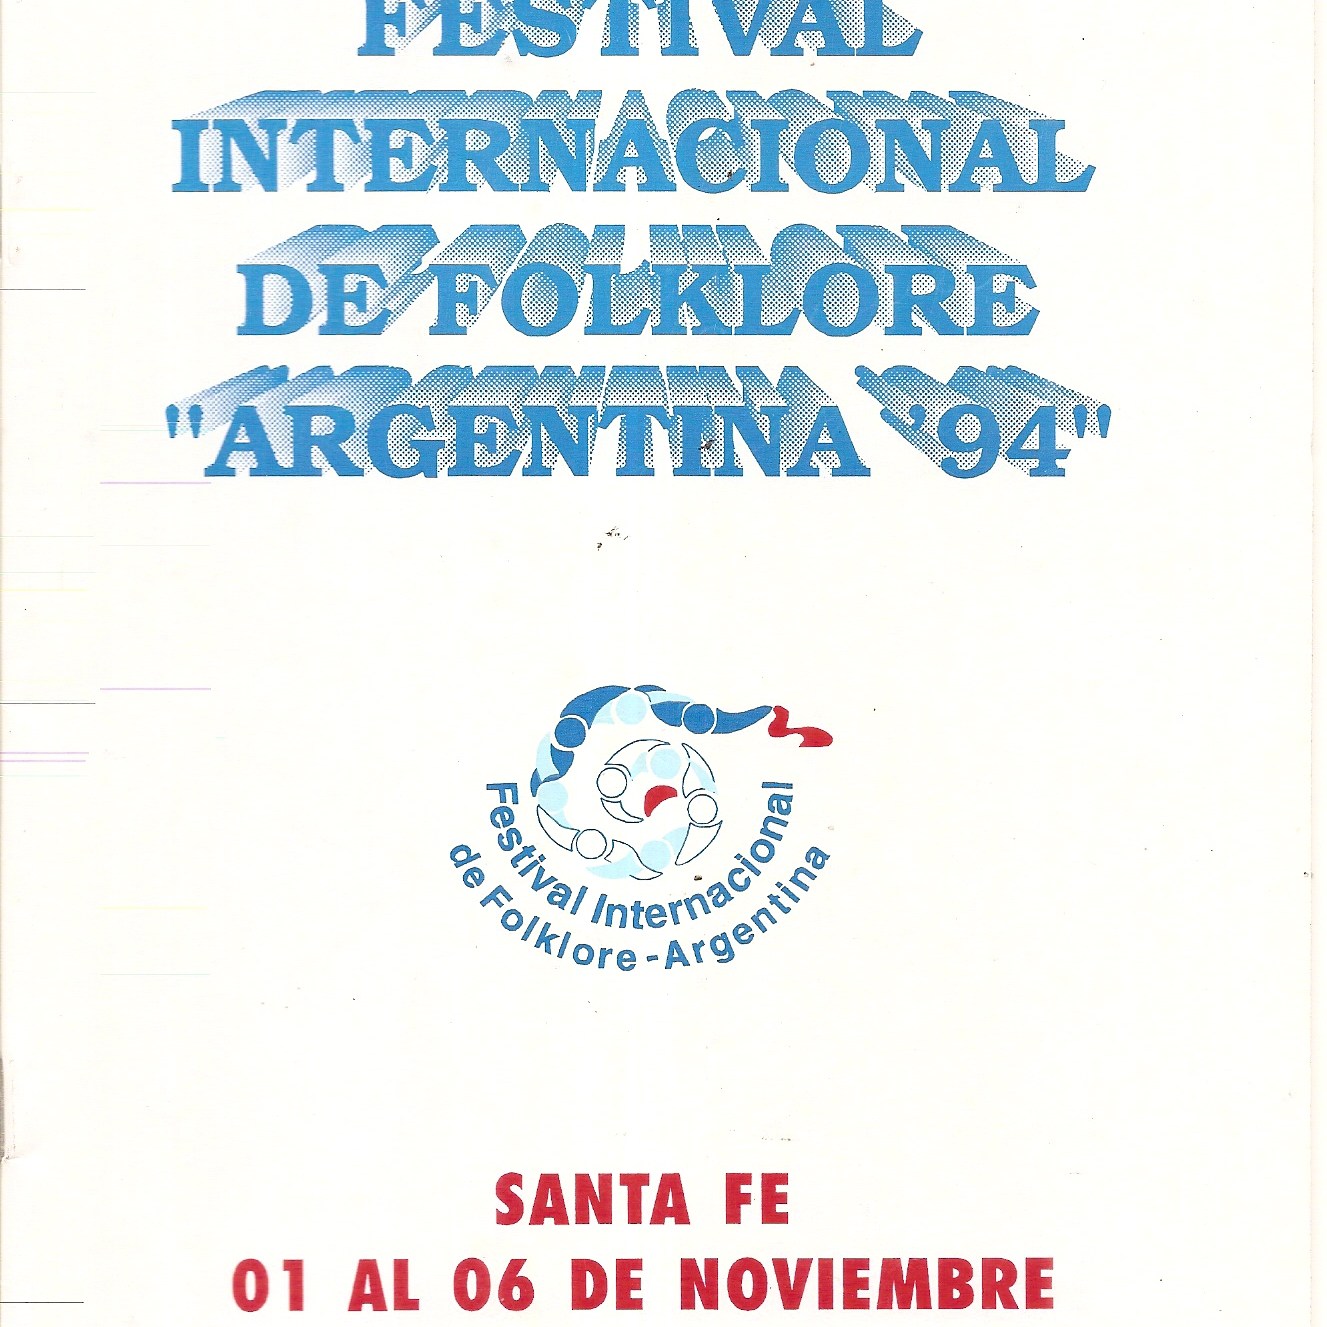 FESTIVAL
INTERNACIONAL
DE FOLKLORE
"ARGENTINA '94"
Festival Internacional
de Folklore - Argentina
SANTA FE
01 AL 06 DE NOVIEMBRE